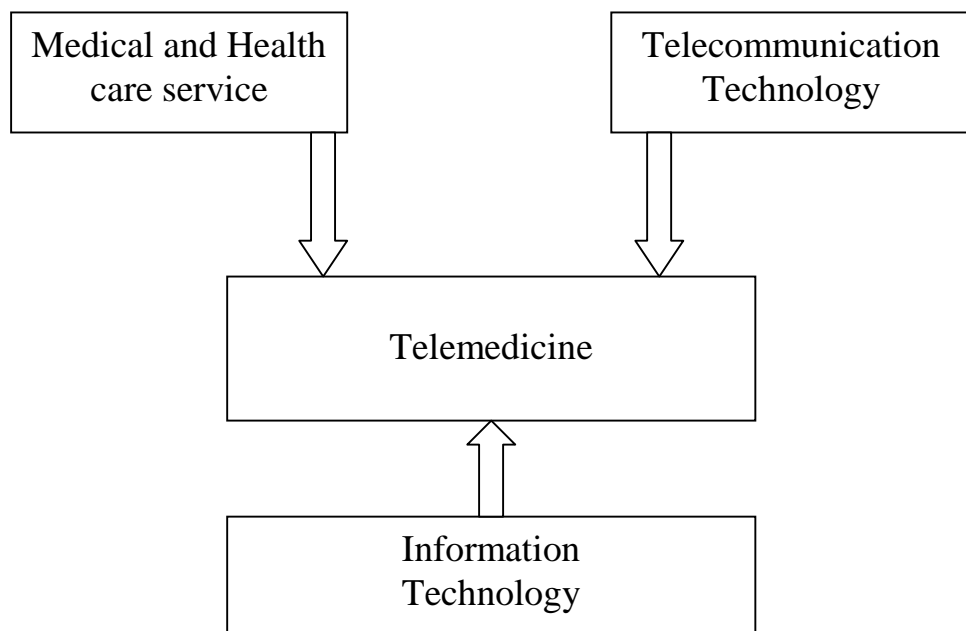 Medical and Health
care service
Telecommunication
Technology
Telemedicine
Information
Technology